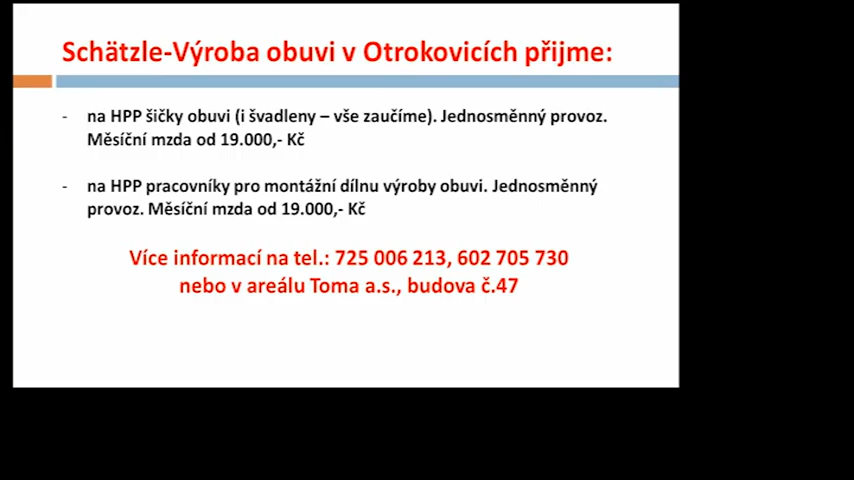 Schätzle-Výroba obuvi v Otrokovicích přijme:
- na HPP šičky obuvi (i švadleny – vše zaučíme). Jednosměnný provoz.
Měsíční mzda od 19.000,- Kč
- na HPP pracovníky pro montážní dílnu výroby obuvi. Jednosměnný
provoz. Měsíční mzda od 19.000,- Kč
Více informací na tel.: 725 006 213, 602 705 730
nebo v areálu Toma a.s., budova č.47